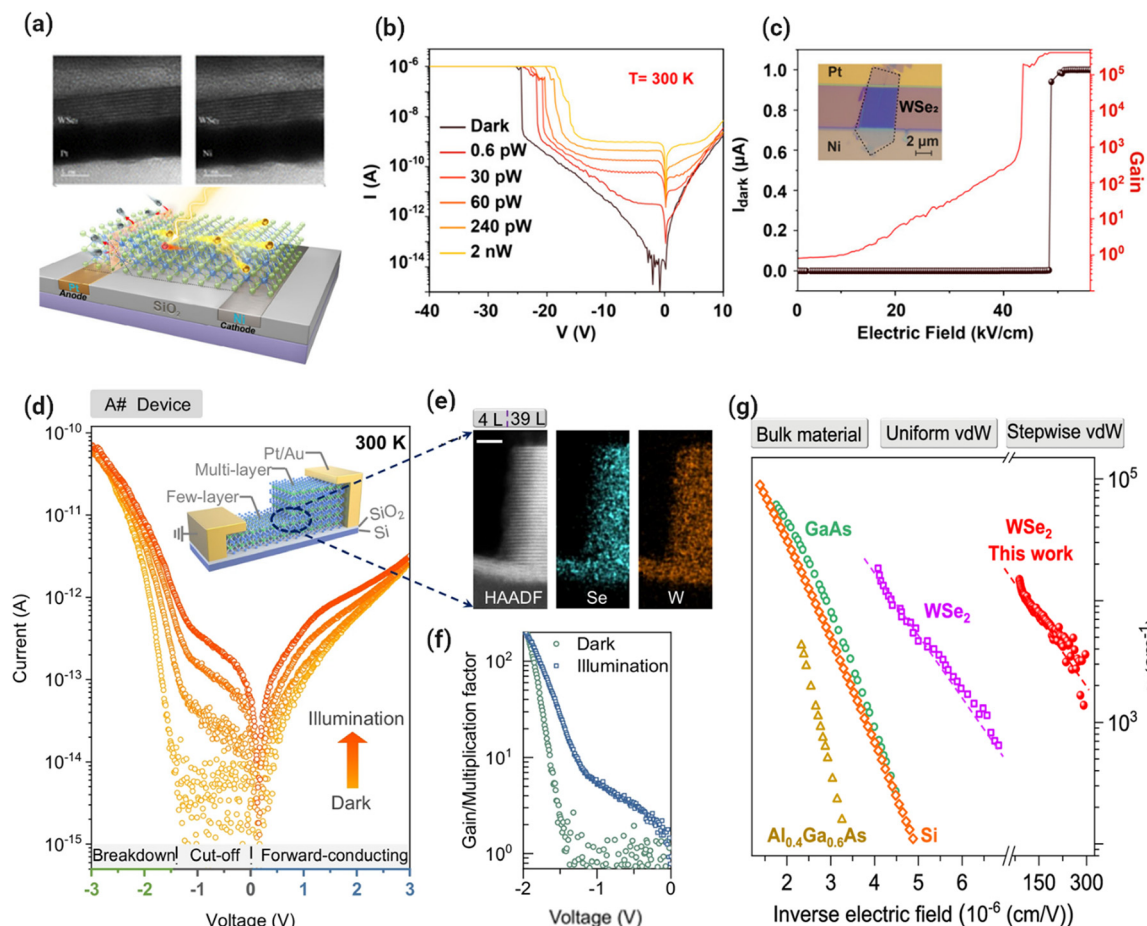 (a)
WSe₂
Pt
WSe₂
Ni
Anode
SiO₂
Cathode
(b)
T= 300 K
Dark
0.6 pW
30 pW
60 pW
240 pW
2 nW
10⁻⁶
10⁻⁸
10⁻¹⁰
10⁻¹²
10⁻¹⁴
I (A)
-40 -30 -20 -10 0 10
V (V)
(c)
Pt
WSe₂
Ni
2 μm
1.0
0.8
0.6
0.4
0.2
0.0
I_dark (μA)
10⁵
10⁴
10³
10²
10¹
10⁰
Gain
0 20 40
Electric Field (kV/cm)
(d)
A# Device
300 K
Pt/Au
Multi-layer
Few-layer
SiO₂
Si
10⁻¹⁰
10⁻¹¹
10⁻¹²
10⁻¹³
10⁻¹⁴
10⁻¹⁵
Current (A)
Illumination
Dark
Breakdown Cut-off Forward-conducting
-3 -2 -1 0 1 2 3
Voltage (V)
(e)
4 L 39 L
HAADF Se W
(f)
Dark
Illumination
10²
10¹
10⁰
Gain/Multiplication factor
-2 -1 0
Voltage (V)
(g)
Bulk material Uniform vdW Stepwise vdW
10⁵
10³
GaAs
WSe₂
This work
WSe₂
Al₀.₄Ga₀.₆As
Si
2 3 4 5 6 150 300
Inverse electric field (10⁻⁶ (cm/V))